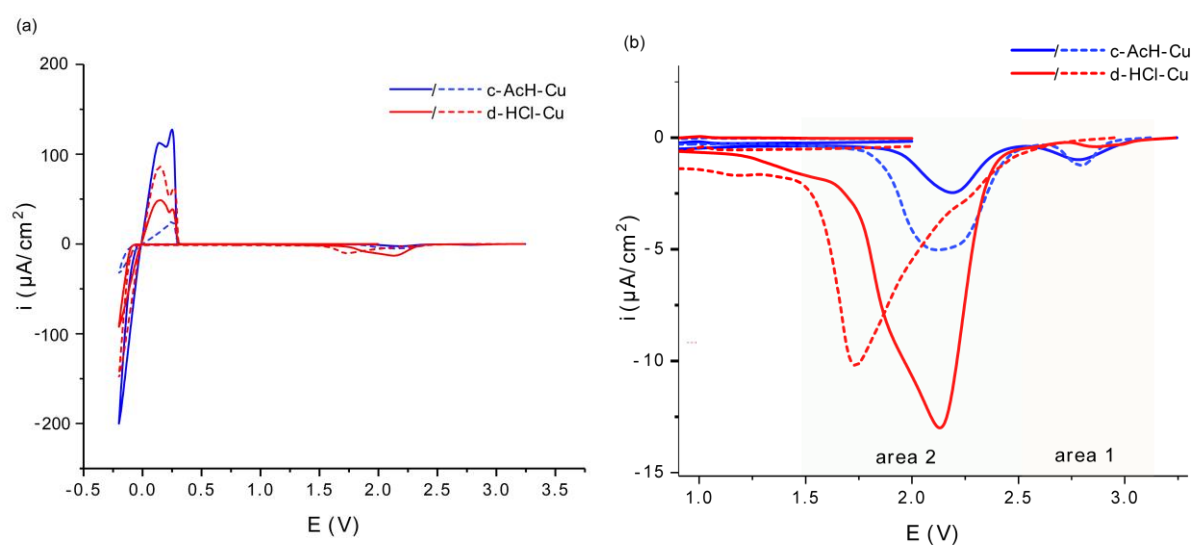 (a)
200
100
0
-100
-200
-0.5 0.0 0.5 1.0 1.5 2.0 2.5 3.0 3.5
i (µA/cm²)
E (V)
c-AcH-Cu
d-HCl-Cu
(b)
0
-5
-10
-15
1.0 1.5 2.0 2.5 3.0
i (µA/cm²)
E (V)
c-AcH-Cu
d-HCl-Cu
area 2 area 1